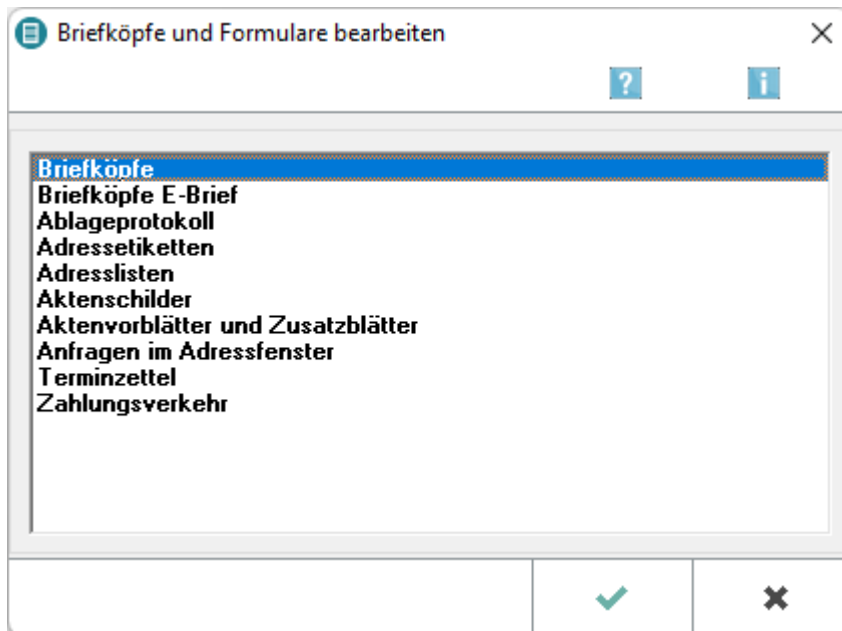 Briefköpfe und Formulare bearbeiten
? i
Briefköpfe
Briefköpfe E-Brief
Ablageprotokoll
Adressetiketten
Adresslisten
Aktenschilder
Aktenvorblätter und Zusatzblätter
Anfragen im Adressfenster
Terminzettel
Zahlungsverkehr